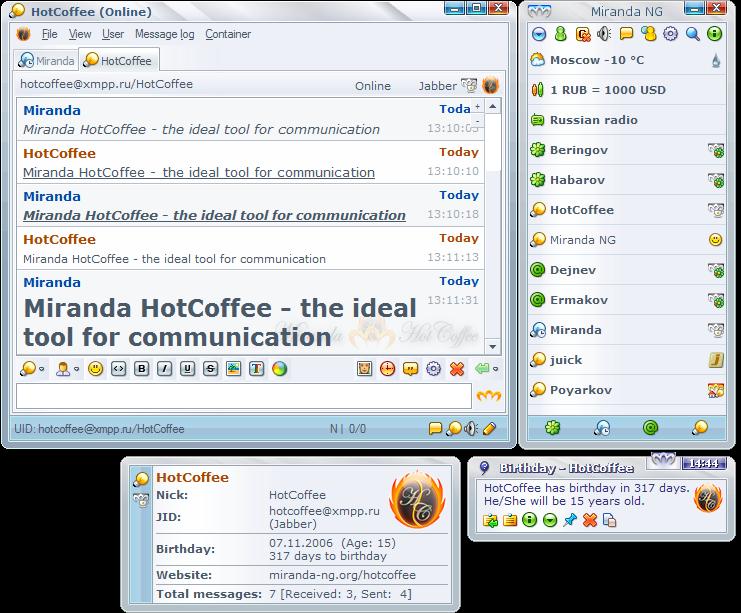 HotCoffee (Online)
File View User Message log Container
Miranda HotCoffee
hotcoffee@xmpp.ru/HotCoffee Online Jabber
Miranda Toda
Miranda HotCoffee - the ideal tool for communication 13:10:03
HotCoffee Today
Miranda HotCoffee - the ideal tool for communication 13:10:10
Miranda Today
Miranda HotCoffee - the ideal tool for communication 13:10:18
HotCoffee Today
Miranda HotCoffee - the ideal tool for communication 13:11:13
Miranda Today
Miranda HotCoffee - the ideal 13:11:31
tool for communication
Miranda Hot Coffee
UID: hotcoffee@xmpp.ru/HotCoffee N | 0/0
Miranda NG
Moscow -10 °C
1 RUB = 1000 USD
Russian radio
Beringov
Habarov
HotCoffee
Miranda NG
Dejnev
Ermakov
Miranda
juick
Poyarkov
HotCoffee
Nick: HotCoffee
JID: hotcoffee@xmpp.ru
(Jabber)
Birthday: 07.11.2006 (Age: 15)
317 days to birthday
Website: miranda-ng.org/hotcoffee
Total messages: 7 [Received: 3, Sent: 4]
Birthday - HotCoffee 14:44
HotCoffee has birthday in 317 days.
He/She will be 15 years old.